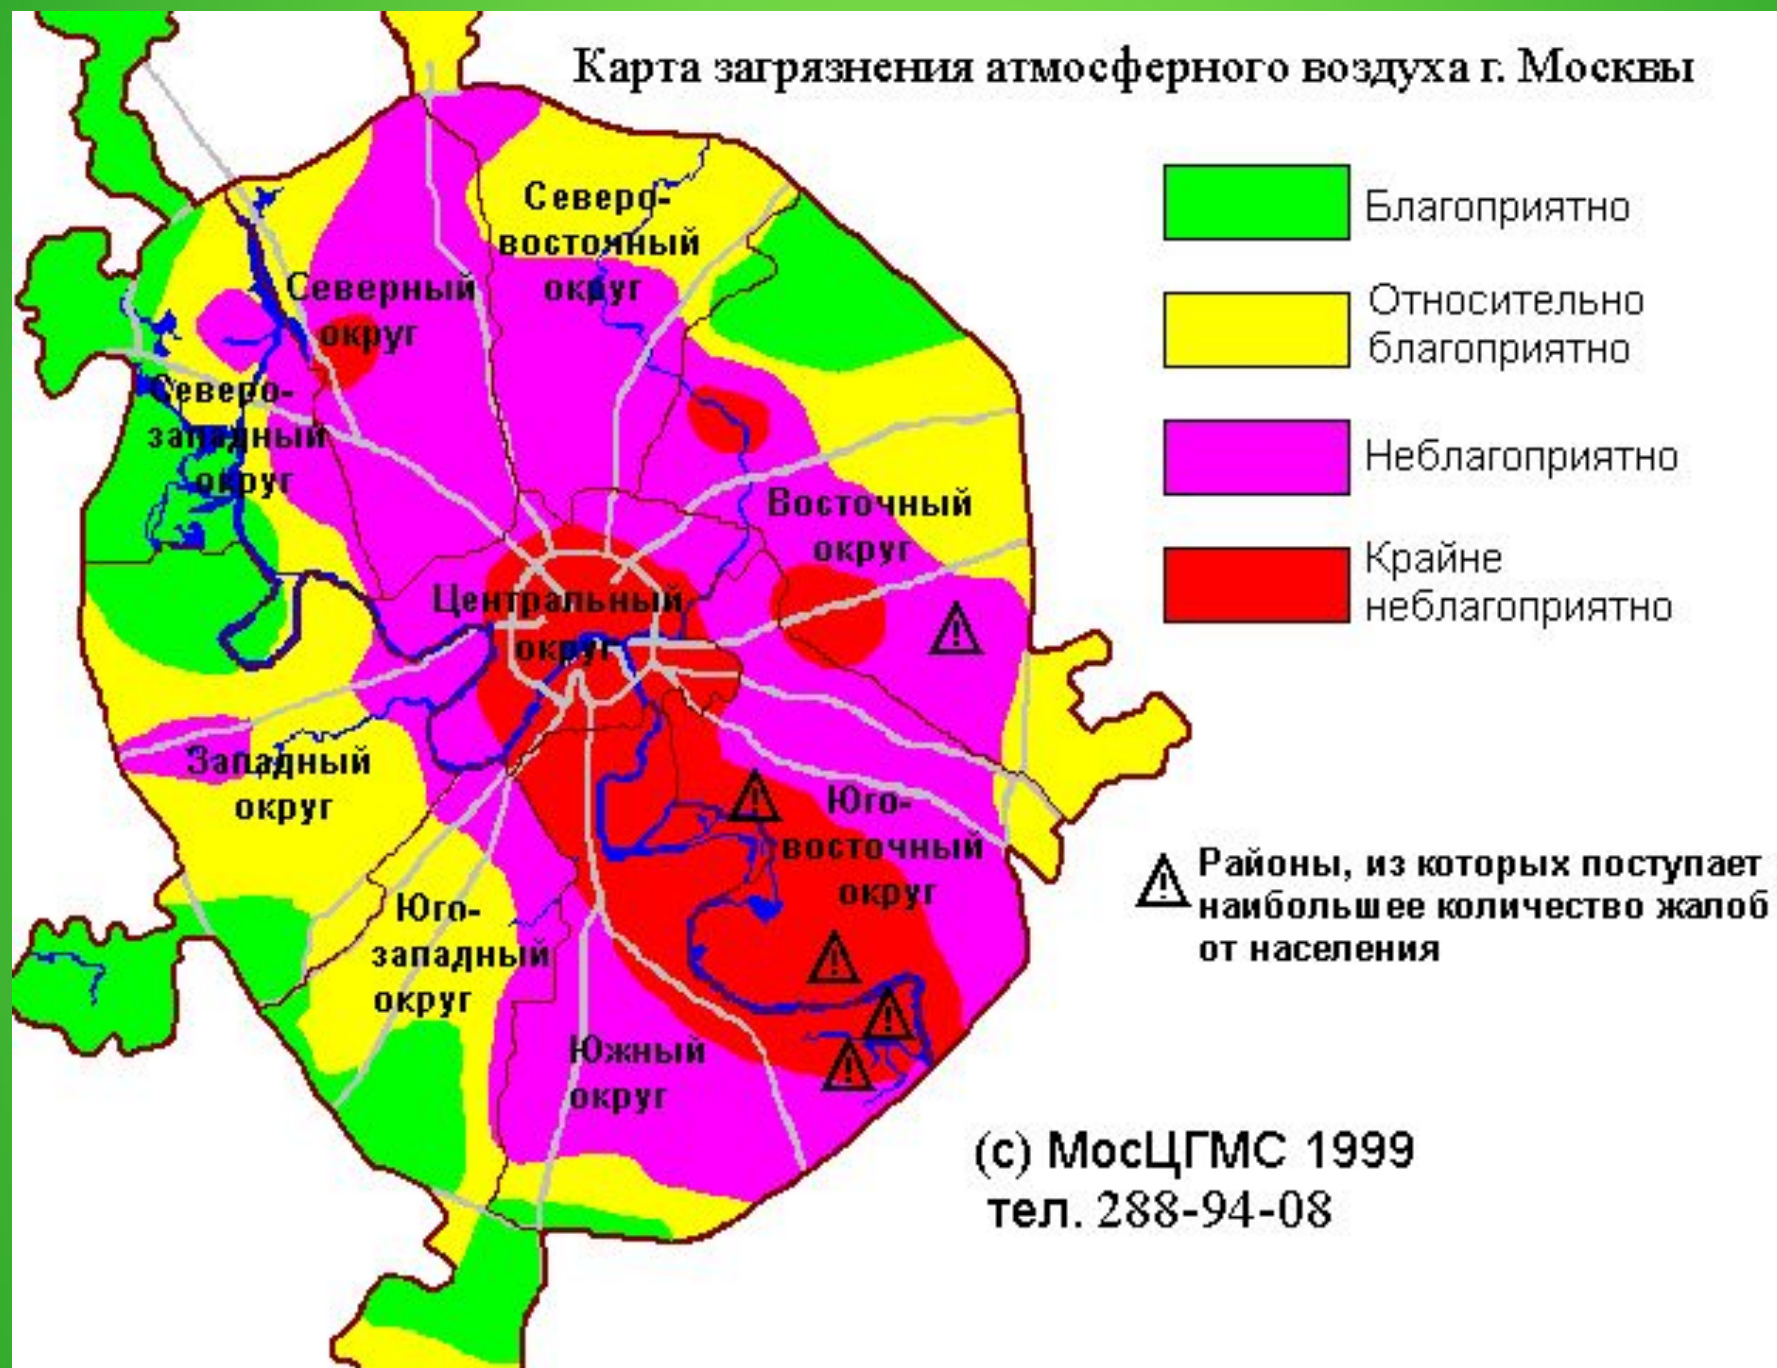 Карта загрязнения атмосферного воздуха г. Москвы
Благоприятно
Относительно
благоприятно
Неблагоприятно
Крайне
неблагоприятно
Северо-
восточный
округ
Северный
округ
Северо-
западный
округ
Восточный
округ
Центральный
округ
Западный
округ
Юго-
восточный
округ
Юго-
западный
округ
Южный
округ
Районы, из которых поступает
наибольшее количество жалоб
от населения
(c) МосЦГМС 1999
тел. 288-94-08